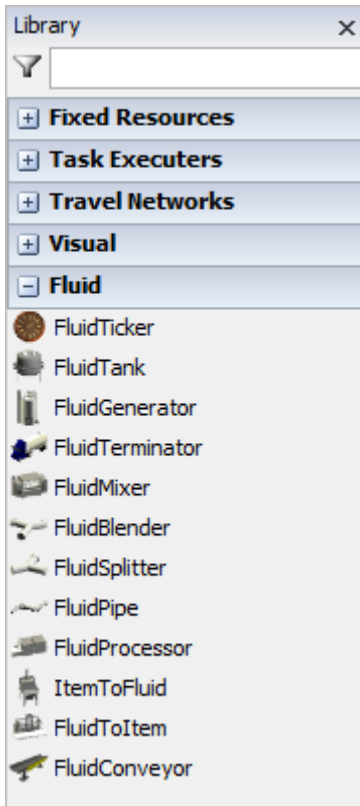 Library
Fixed Resources
Task Executers
Travel Networks
Visual
Fluid
FluidTicker
FluidTank
FluidGenerator
FluidTerminator
FluidMixer
FluidBlender
FluidSplitter
FluidPipe
FluidProcessor
ItemToFluid
FluidToItem
FluidConveyor